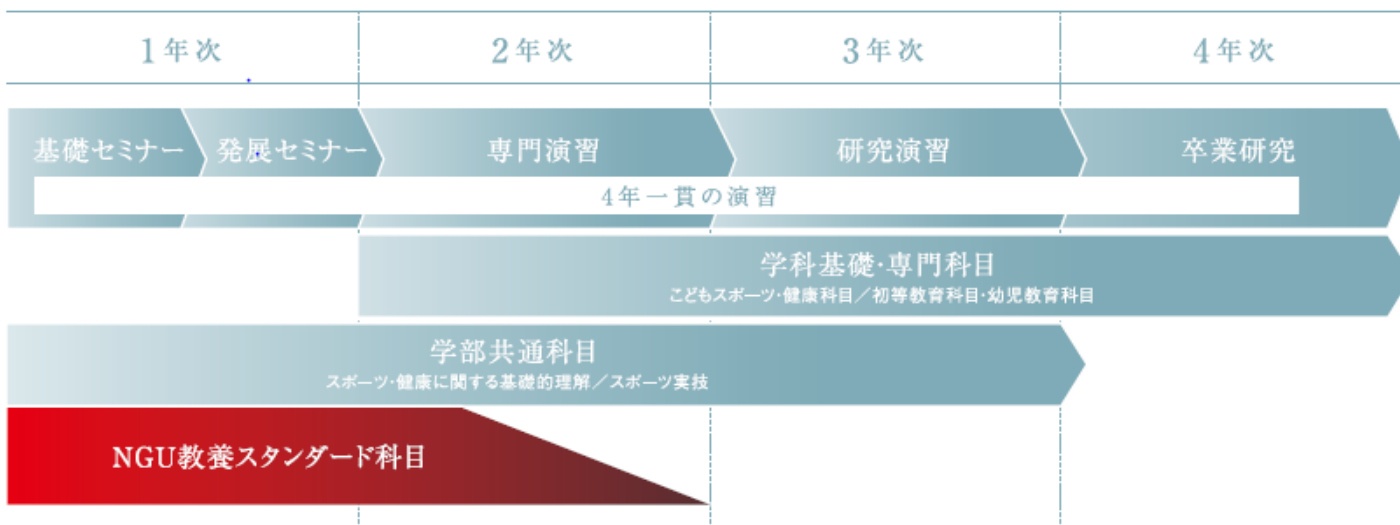 1年次
2年次
3年次
4年次
基礎セミナー
発展セミナー
専門演習
研究演習
卒業研究
4年一貫の演習
学科基礎・専門科目
こどもスポーツ・健康科目／初等教育科目・幼児教育科目
学部共通科目
スポーツ・健康に関する基礎的理解／スポーツ実技
NGU教養スタンダード科目